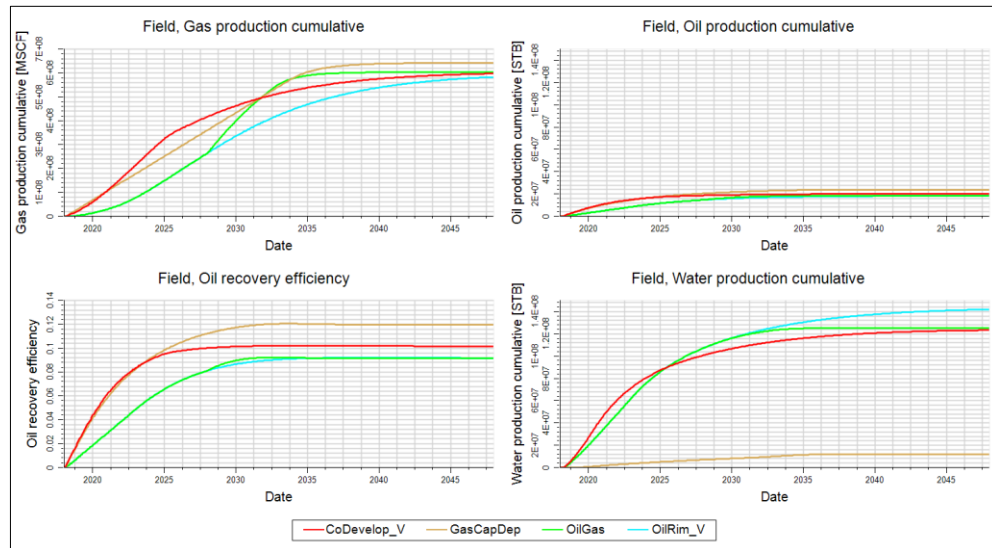 Field, Gas production cumulative
Gas production cumulative [MSCF]
7E+08
6E+08
5E+08
4E+08
3E+08
2E+08
1E+08
0
2020 2025 2030 2035 2040 2045
Date
Field, Oil production cumulative
Oil production cumulative [STB]
1.4E+08
1.2E+08
1E+08
8E+07
6E+07
4E+07
2E+07
0
2020 2025 2030 2035 2040 2045
Date
Field, Oil recovery efficiency
Oil recovery efficiency
0.14
0.12
0.1
0.08
0.06
0.04
0.02
0
2020 2025 2030 2035 2040 2045
Date
Field, Water production cumulative
Water production cumulative [STB]
1.4E+08
1.2E+08
1E+08
8E+07
6E+07
4E+07
2E+07
0
2020 2025 2030 2035 2040 2045
Date
CoDevelop_V GasCapDep OilGas OilRim_V